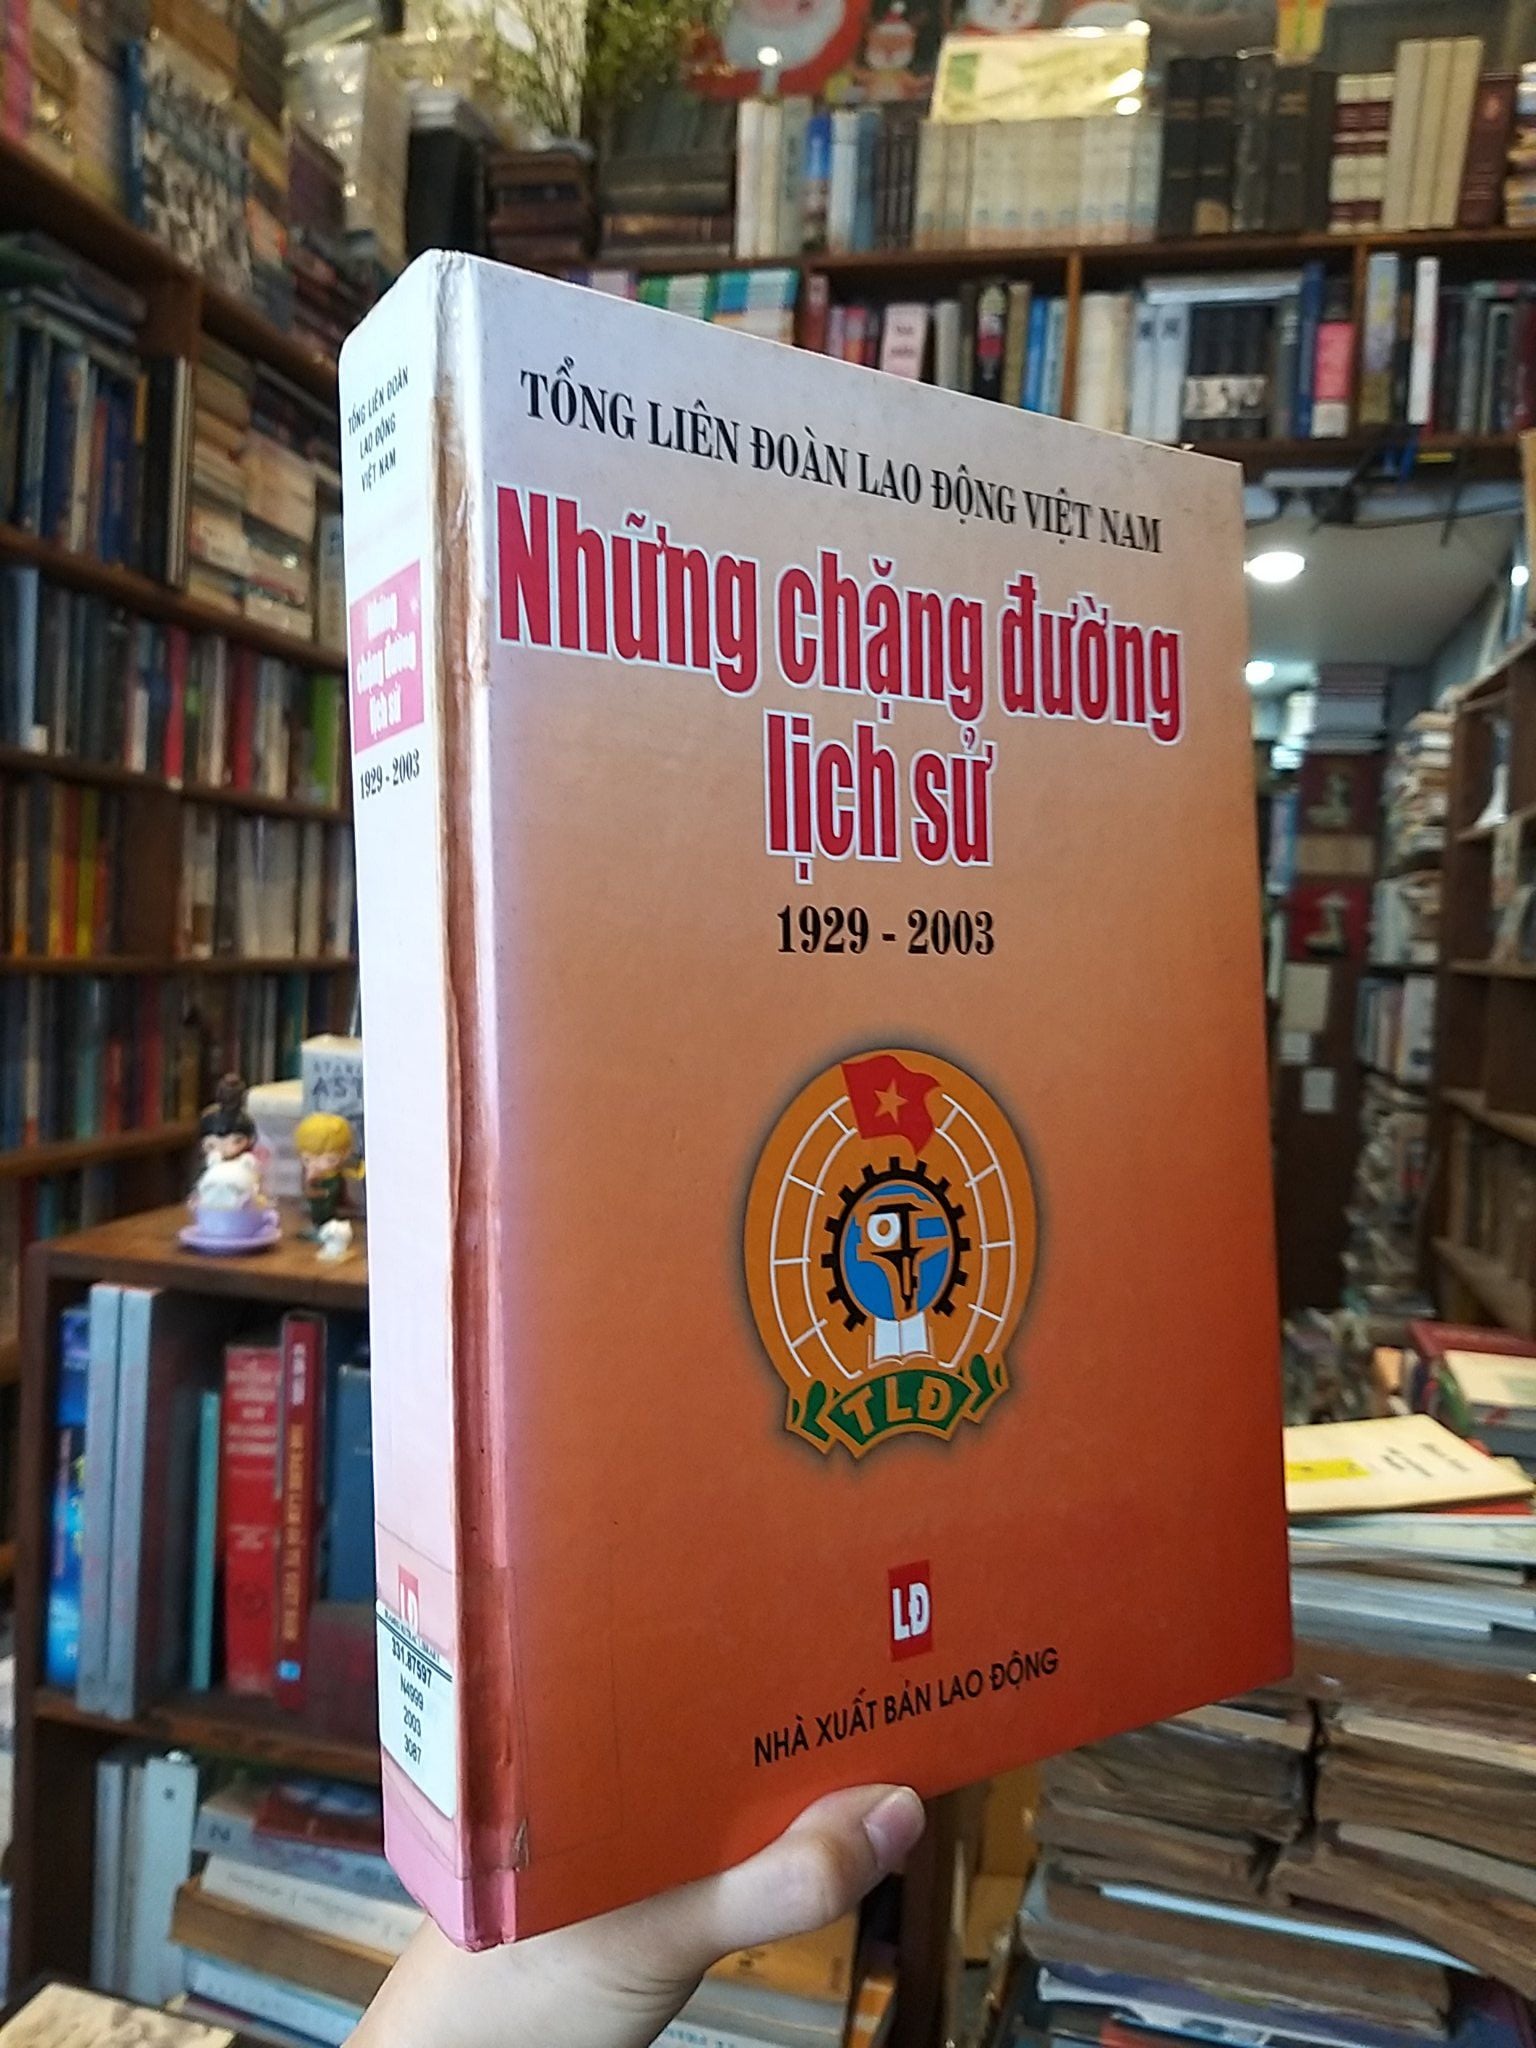 TỔNG LIÊN ĐOÀN LAO ĐỘNG VIỆT NAM
Những chặng đường
lịch sử
1929 - 2003
TLĐ
LĐ
NHÀ XUẤT BẢN LAO ĐỘNG
TỔNG LIÊN ĐOÀN
LAO ĐỘNG
VIỆT NAM
Những
chặng đường
lịch sử
1929 - 2003
LĐ
331.87597
N4999
2003
3087